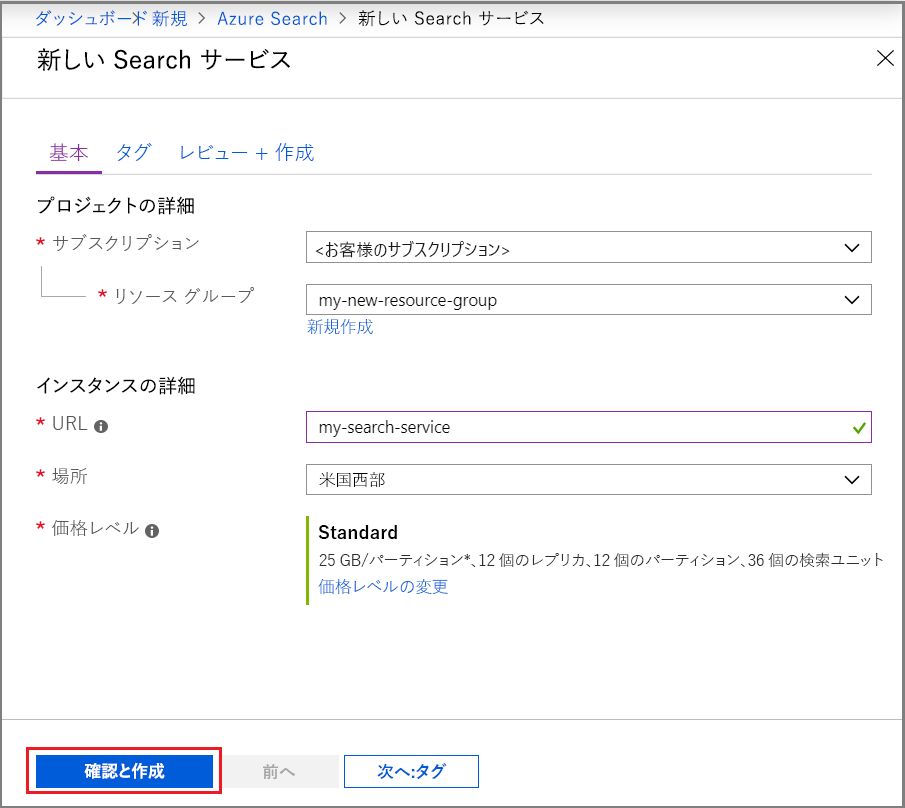 ダッシュボード 新規 > Azure Search > 新しい Search サービス
新しい Search サービス
基本 タグ レビュー + 作成
プロジェクトの詳細
* サブスクリプション <お客様のサブスクリプション>
* リソース グループ my-new-resource-group
新規作成
インスタンスの詳細
* URL my-search-service
* 場所 米国西部
* 価格レベル Standard
25 GB/パーティション*、12 個のレプリカ、12 個のパーティション、36 個の検索ユニット
価格レベルの変更
確認と作成 前へ 次へ:タグ